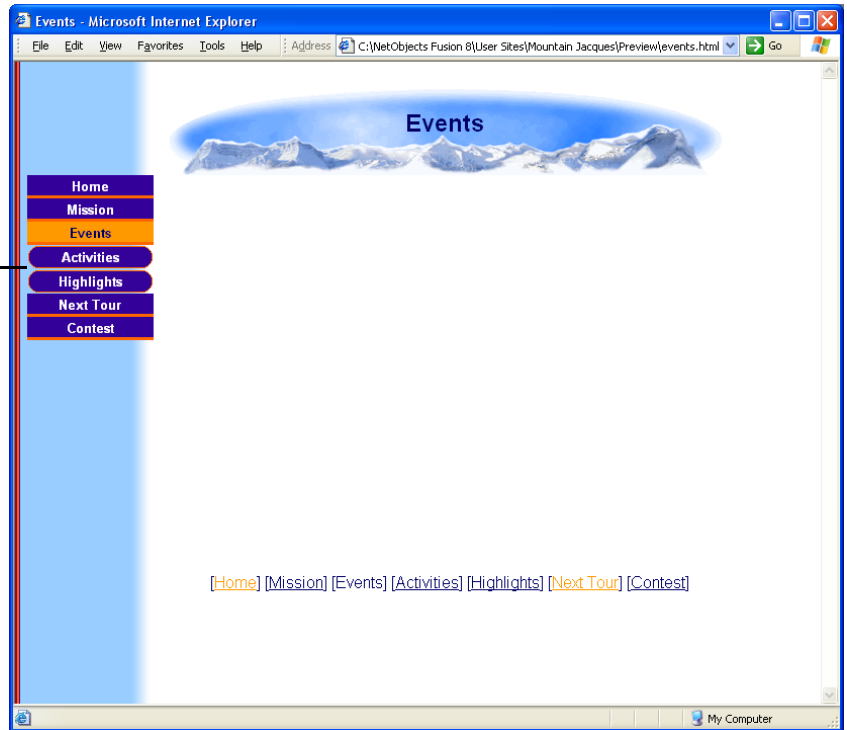 Events - Microsoft Internet Explorer
File Edit View Favorites Tools Help Address C:\NetObjects Fusion 8\User Sites\Mountain Jacques\Preview\events.html Go
Events
Home
Mission
Events
Activities
Highlights
Next Tour
Contest
[Home] [Mission] [Events] [Activities] [Highlights] [Next Tour] [Contest]
My Computer